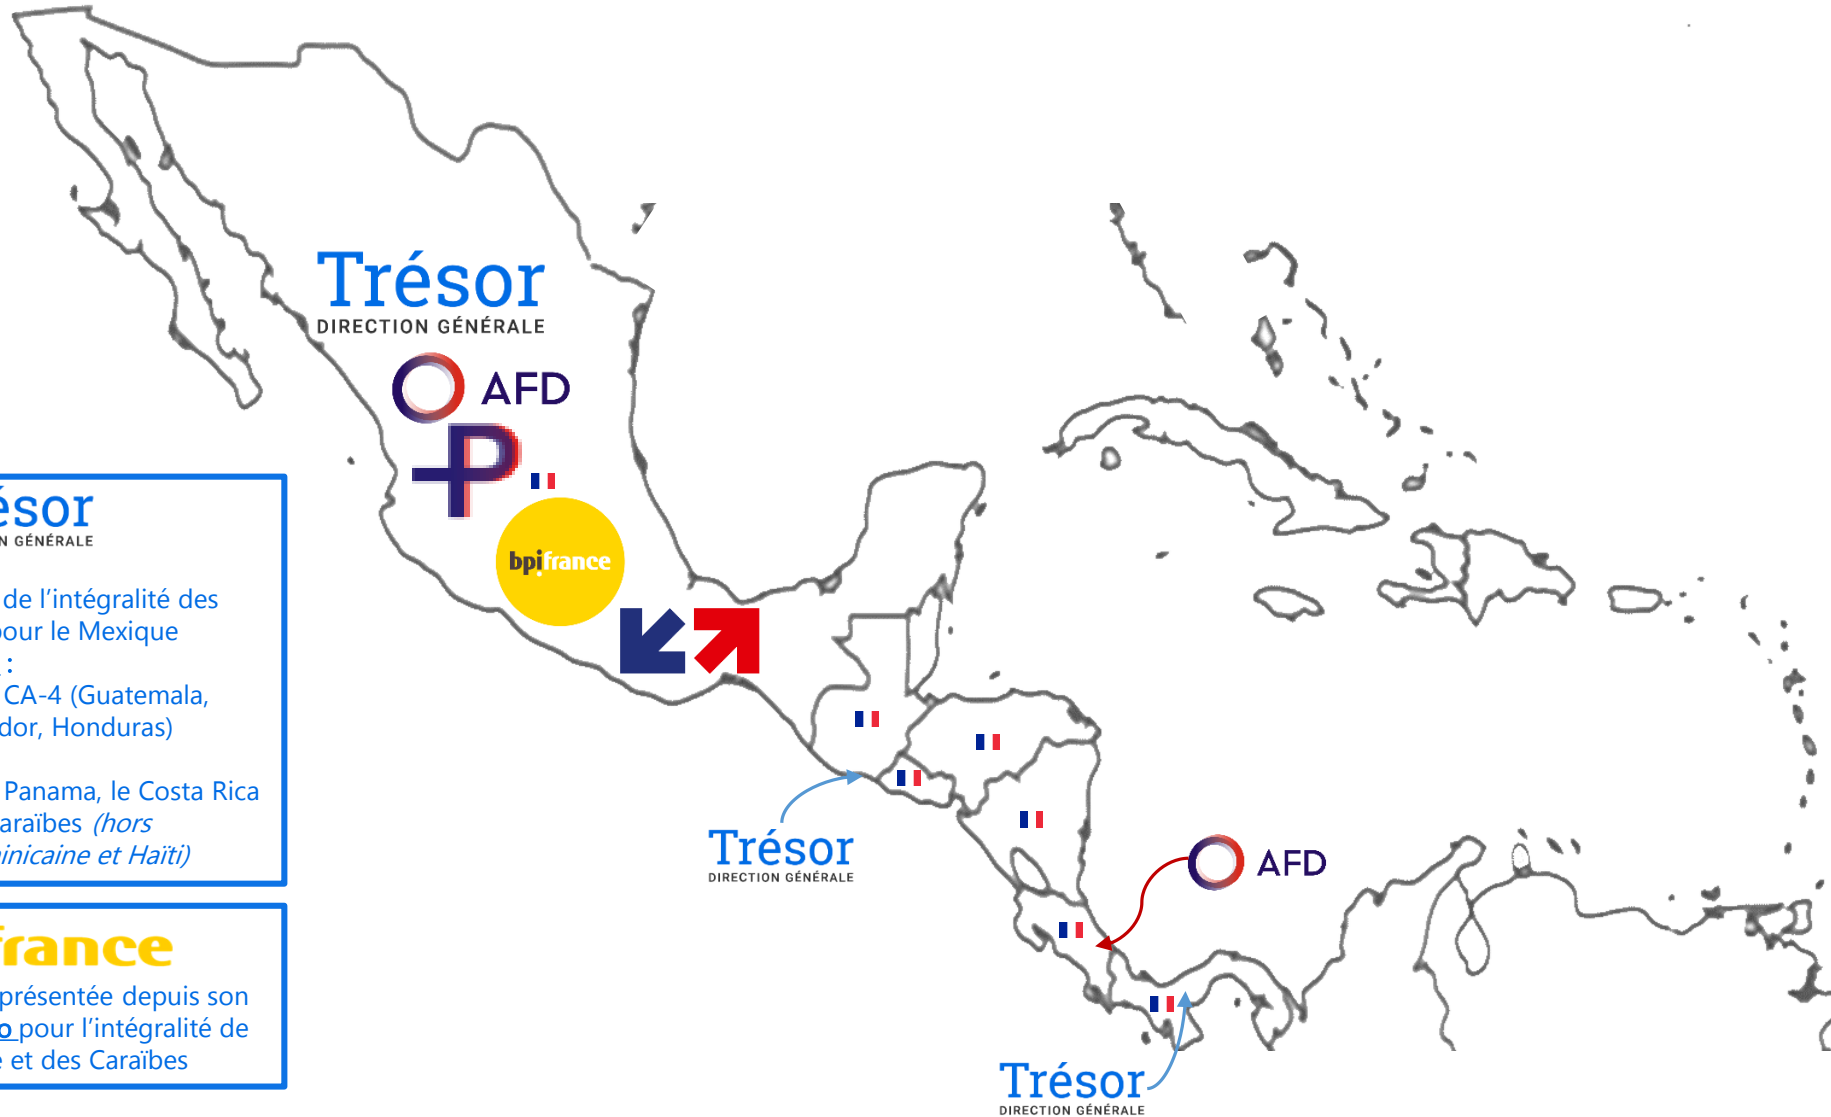 Trésor
DIRECTION GÉNÉRALE
AFD
P
bpifrance
ésor
N GÉNÉRALE
de l'intégralité des
pour le Mexique
:
CA-4 (Guatemala,
dor, Honduras)
Panama, le Costa Rica
araïbes (hors
inicaine et Haïti)
france
présentée depuis son
o pour l'intégralité de
e et des Caraïbes
Trésor
DIRECTION GÉNÉRALE
AFD
Trésor
DIRECTION GÉNÉRALE